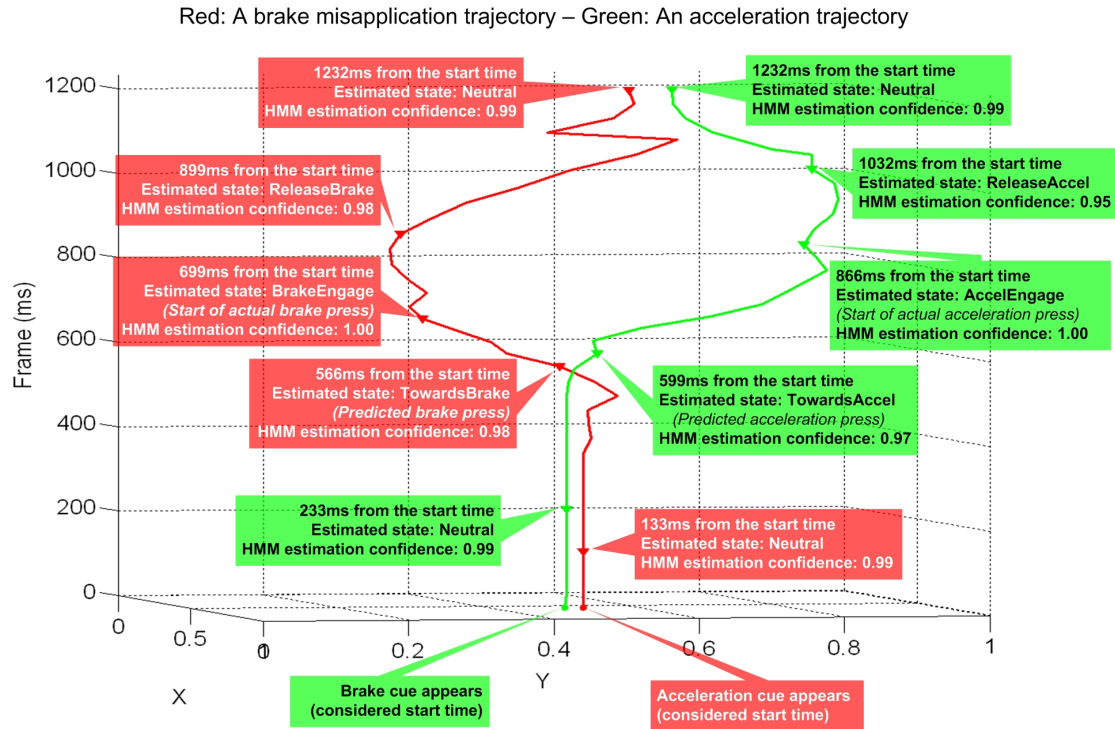 Red: A brake misapplication trajectory – Green: An acceleration trajectory
1232ms from the start time
Estimated state: Neutral
HMM estimation confidence: 0.99
1232ms from the start time
Estimated state: Neutral
HMM estimation confidence: 0.99
899ms from the start time
Estimated state: ReleaseBrake
HMM estimation confidence: 0.98
1032ms from the start time
Estimated state: ReleaseAccel
HMM estimation confidence: 0.95
699ms from the start time
Estimated state: BrakeEngage
(Start of actual brake press)
HMM estimation confidence: 1.00
866ms from the start time
Estimated state: AccelEngage
(Start of actual acceleration press)
HMM estimation confidence: 1.00
566ms from the start time
Estimated state: TowardsBrake
(Predicted brake press)
HMM estimation confidence: 0.98
599ms from the start time
Estimated state: TowardsAccel
(Predicted acceleration press)
HMM estimation confidence: 0.97
233ms from the start time
Estimated state: Neutral
HMM estimation confidence: 0.99
133ms from the start time
Estimated state: Neutral
HMM estimation confidence: 0.99
Brake cue appears
(considered start time)
Acceleration cue appears
(considered start time)
Frame (ms)
1200
1000
800
600
400
200
0
0
0.5
1
0
0.2
0.4
0.6
0.8
1
X
Y